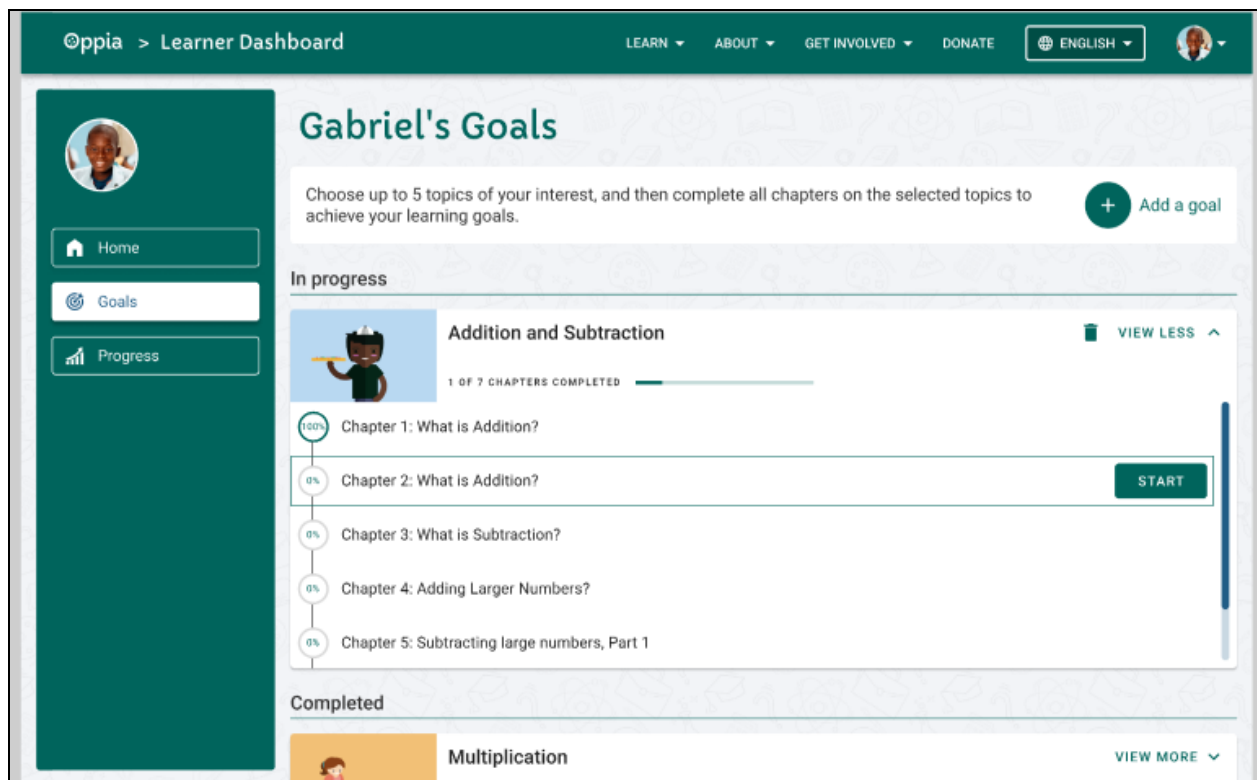 Oppia > Learner Dashboard
LEARN
ABOUT
GET INVOLVED
DONATE
ENGLISH
Gabriel's Goals
Home
Goals
Progress
Choose up to 5 topics of your interest, and then complete all chapters on the selected topics to
achieve your learning goals.
+ Add a goal
In progress
Addition and Subtraction
VIEW LESS
1 OF 7 CHAPTERS COMPLETED
100% Chapter 1: What is Addition?
0% Chapter 2: What is Addition?
START
0% Chapter 3: What is Subtraction?
0% Chapter 4: Adding Larger Numbers?
0% Chapter 5: Subtracting large numbers, Part 1
Completed
Multiplication
VIEW MORE